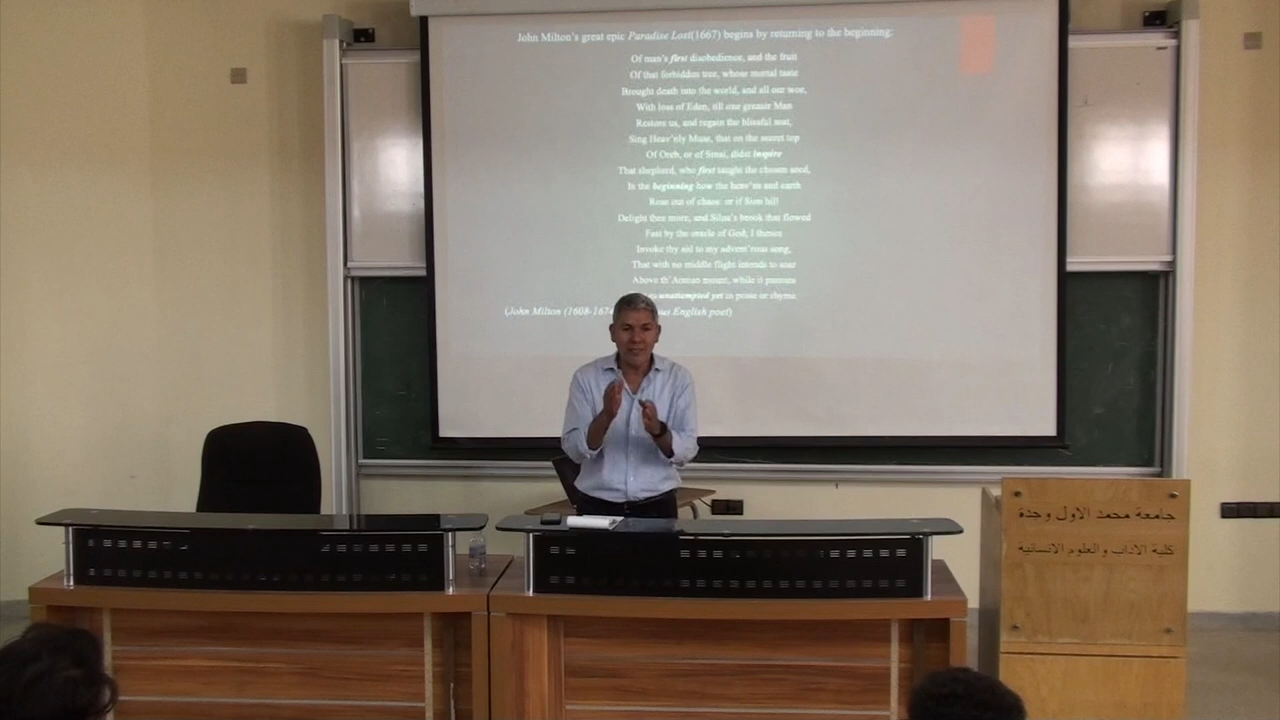 John Milton's great epic Paradise Lost(1667) begins by returning to the beginning:
Of man's first disobedience, and the fruit
Of that forbidden tree, whose mortal taste
Brought death into the world, and all our woe,
With loss of Eden, till one greater Man
Restore us, and regain the blissful seat,
Sing Heav'nly Muse, that on the secret top
Of Oreb, or of Sinai, didst inspire
That shepherd, who first taught the chosen seed,
In the beginning how the heav'ns and earth
Rose out of chaos: or if Sion hill
Delight thee more, and Siloa's brook that flowed
Fast by the oracle of God; I thence
Invoke thy aid to my advent'rous song,
That with no middle flight intends to soar
Above th'Aonian mount, while it pursues
unattempted yet in prose or rhyme
(John Milton (1608-1674 English poet)
جامعة محمد الاول وجدة
كلية الاداب والعلوم الانسانية